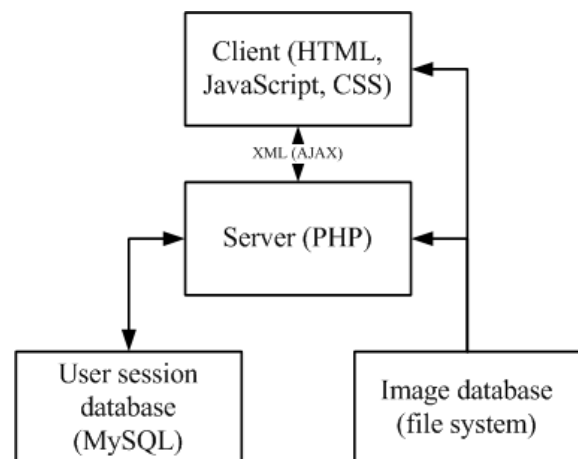 Client (HTML,
JavaScript, CSS)
XML (AJAX)
Server (PHP)
User session
database
(MySQL)
Image database
(file system)